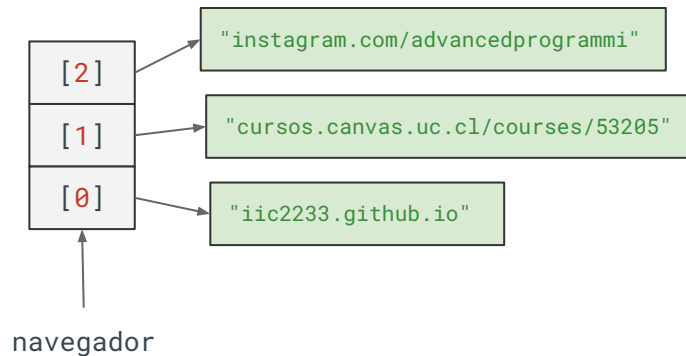 [2]
"instagram.com/advancedprogrammi"
[1]
"cursos.canvas.uc.cl/courses/53205"
[0]
"iic2233.github.io"
navegador